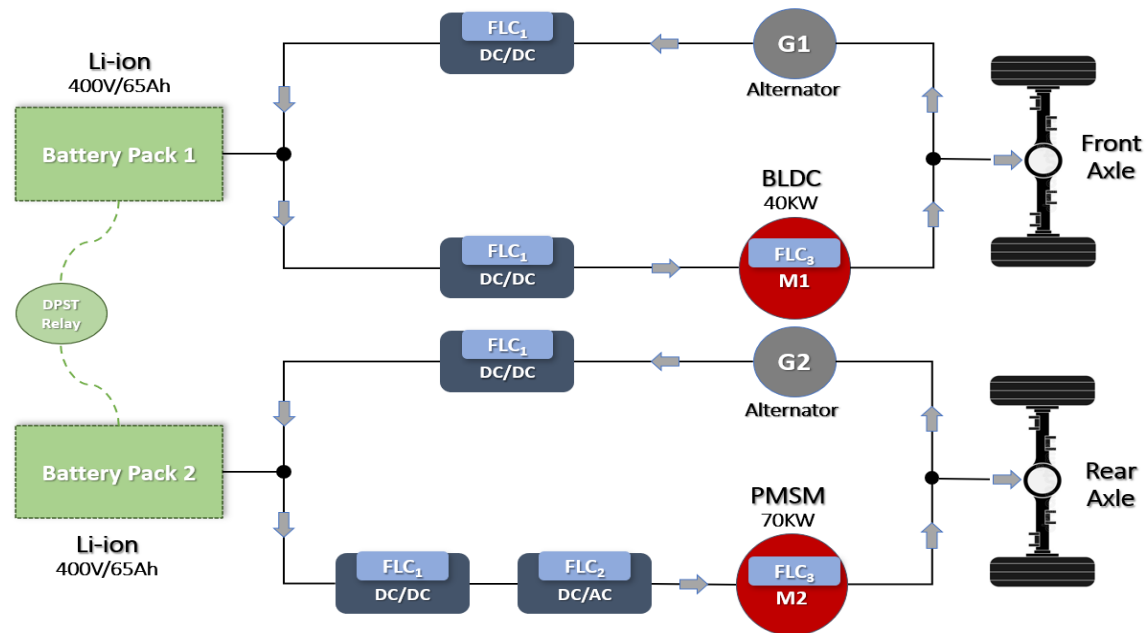 FLC₁
DC/DC
G1
Alternator
Li-ion
400V/65Ah
Battery Pack 1
Front
Axle
BLDC
40KW
FLC₁
DC/DC
FLC₃
M1
DPST
Relay
FLC₁
DC/DC
G2
Alternator
Battery Pack 2
Rear
Axle
PMSM
70KW
Li-ion
400V/65Ah
FLC₁
DC/DC
FLC₂
DC/AC
FLC₃
M2